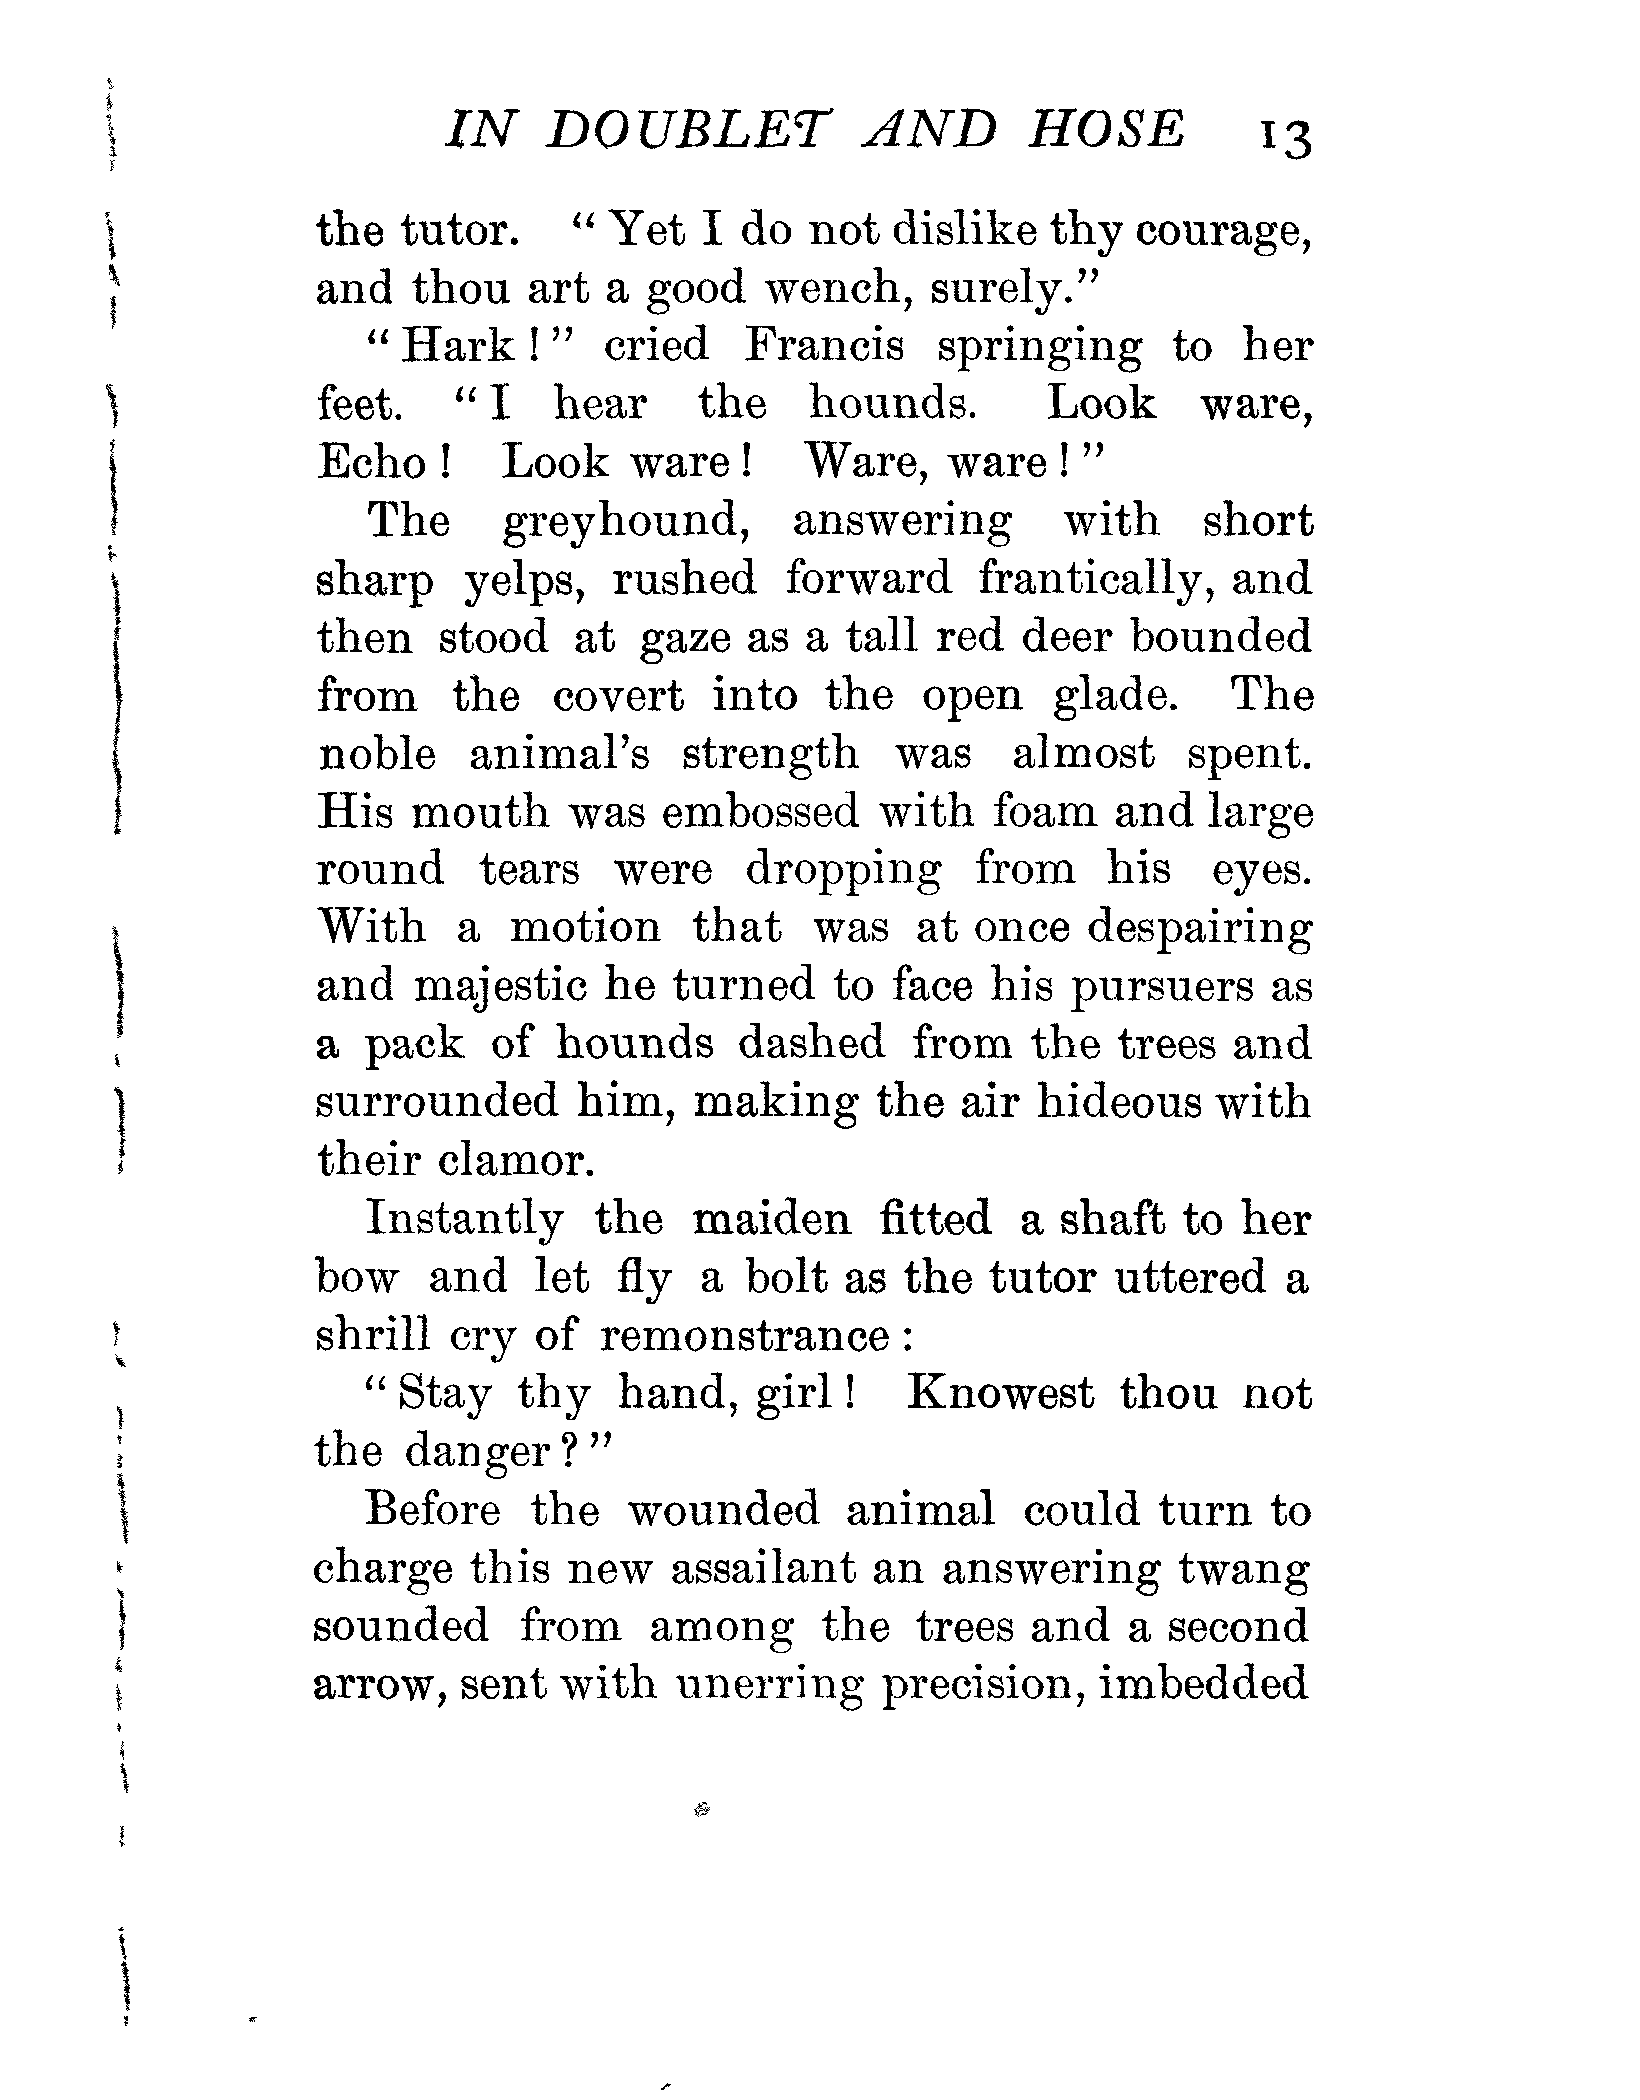 IN DOUBLET AND HOSE 13
the tutor. “ Yet I do not dislike thy courage,
and thou art a good wench, surely.”
“ Hark ! ” cried Francis springing to her
feet. “ I hear the hounds. Look ware,
Echo ! Look ware ! Ware, ware ! ”
The greyhound, answering with short
sharp yelps, rushed forward frantically, and
then stood at gaze as a tall red deer bounded
from the covert into the open glade. The
noble animal’s strength was almost spent.
His mouth was embossed with foam and large
round tears were dropping from his eyes.
With a motion that was at once despairing
and majestic he turned to face his pursuers as
a pack of hounds dashed from the trees and
surrounded him, making the air hideous with
their clamor.
Instantly the maiden fitted a shaft to her
bow and let fly a bolt as the tutor uttered a
shrill cry of remonstrance :
“ Stay thy hand, girl ! Knowest thou not
the danger ? ”
Before the wounded animal could turn to
charge this new assailant an answering twang
sounded from among the trees and a second
arrow, sent with unerring precision, imbedded